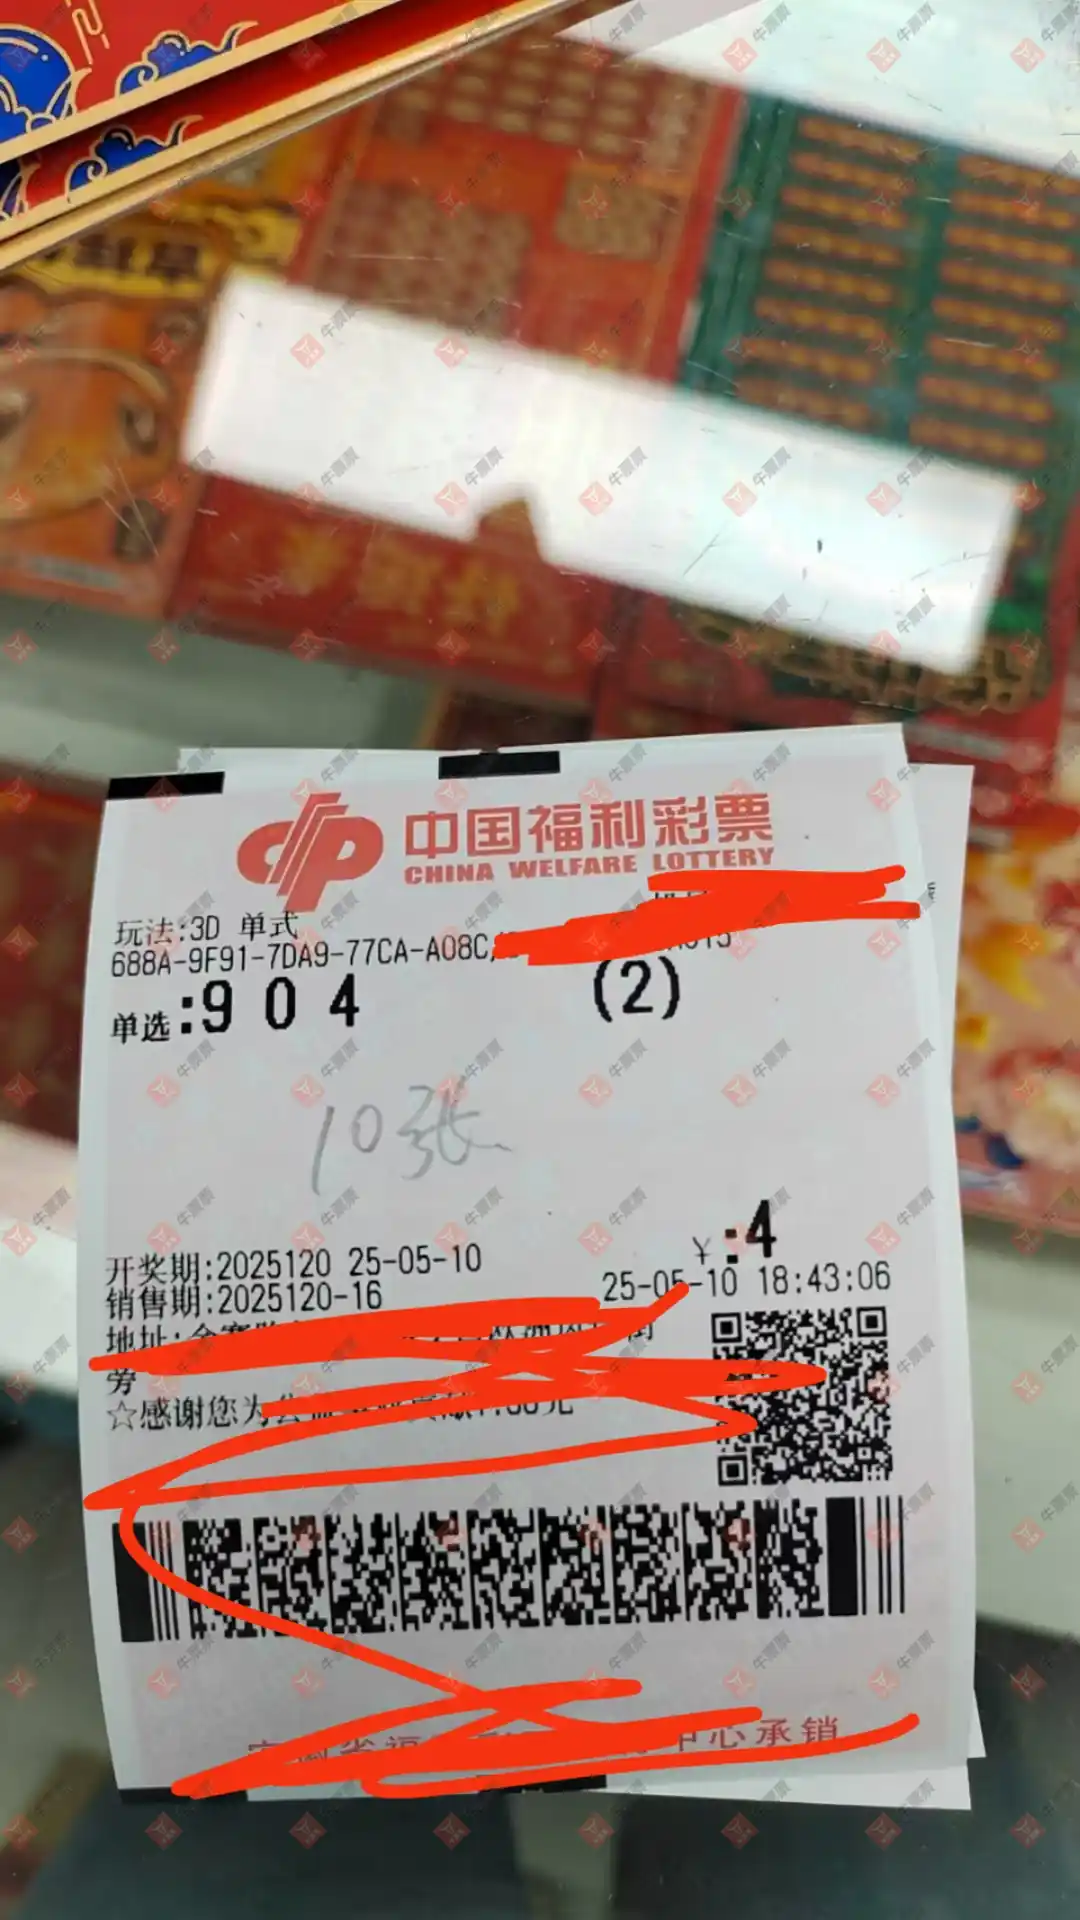 中国福利彩票
CHINA WELFARE LOTTERY
玩法:3D 单式
688A-9F91-7DA9-77CA-A08C
单选:9 0 4 (2)
10张
¥:4
开奖期:2025120 25-05-10
销售期:2025120-16 25-05-10 18:43:06
地址:
旁
☆感谢您为
中心承销
牛票票